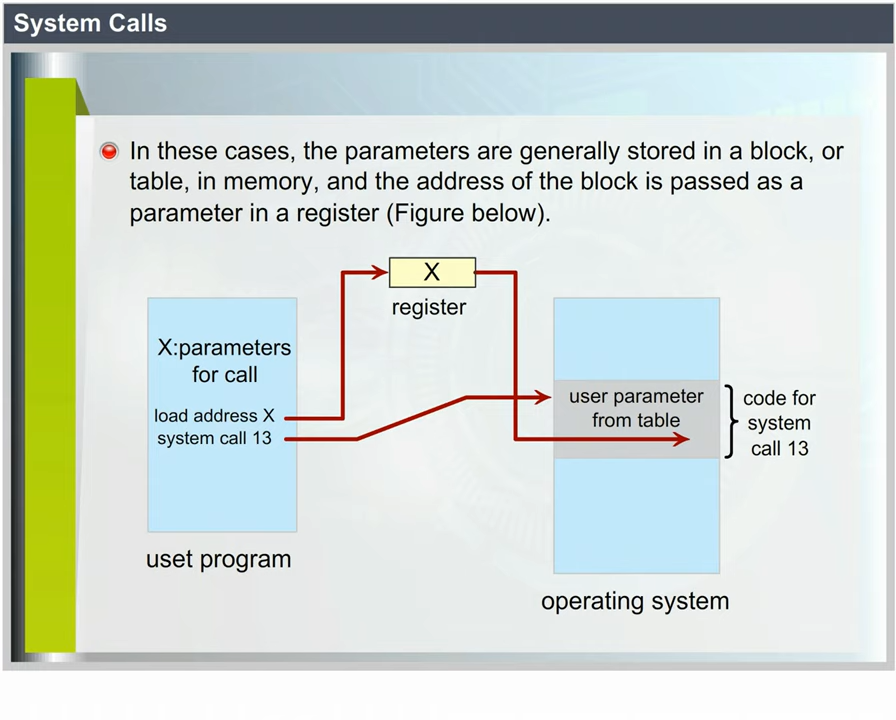 System Calls
In these cases, the parameters are generally stored in a block, or
table, in memory, and the address of the block is passed as a
parameter in a register (Figure below).
X
register
X:parameters
for call
load address X
system call 13
user parameter
from table
code for
system
call 13
uset program
operating system